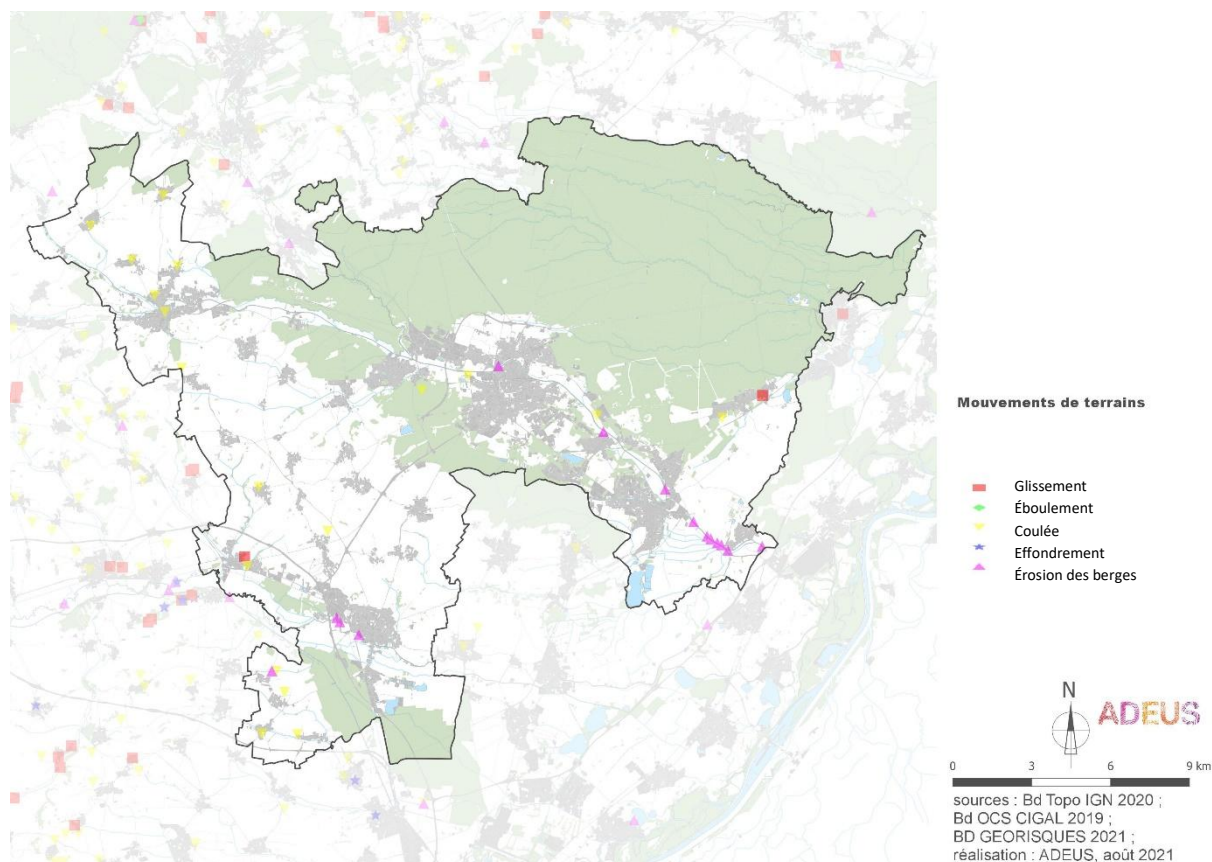 Mouvements de terrains
Glissement
Éboulement
Coulée
Effondrement
Érosion des berges
N
ADEUS
0 3 6 9 km
sources : Bd Topo IGN 2020 ;
Bd OCS CIGAL 2019 ;
BD GEORISQUES 2021 ;
réalisation : ADEUS, août 2021